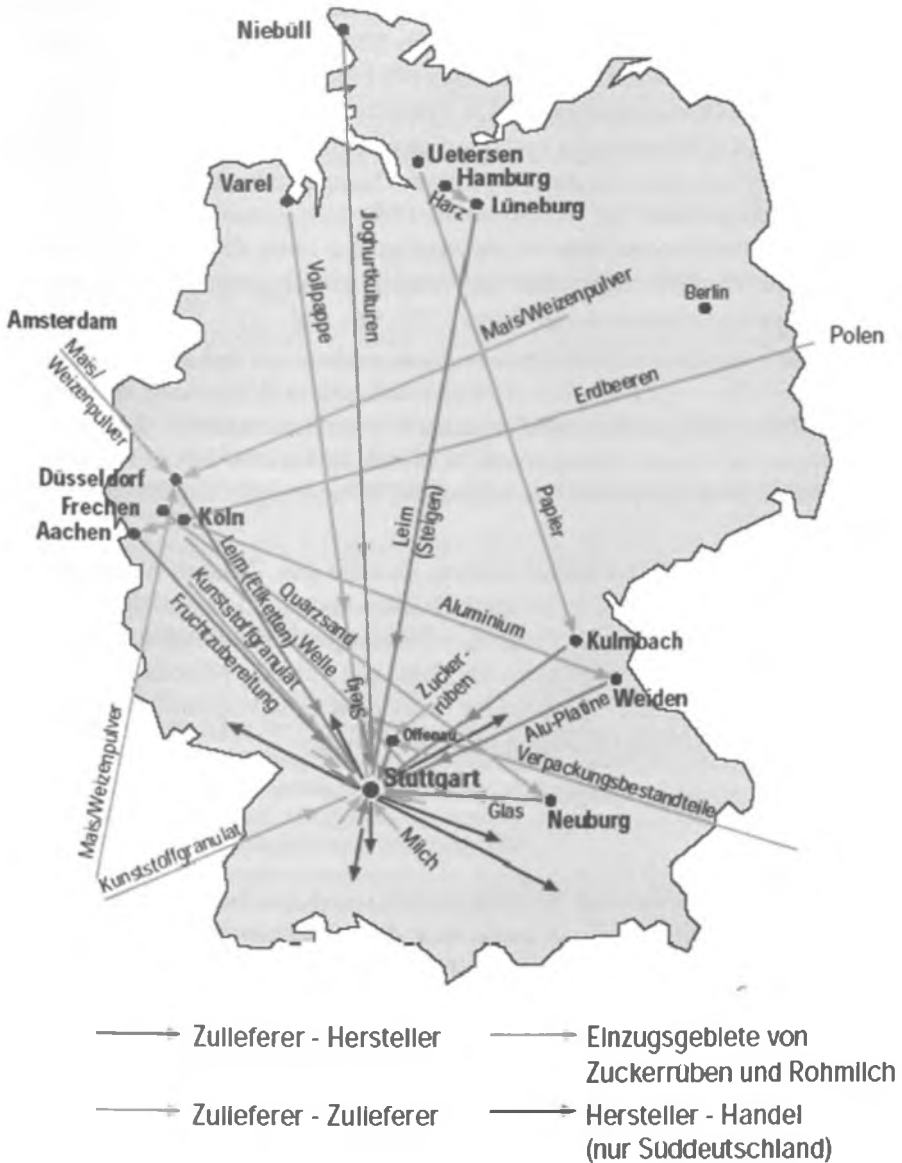 Niebüll
Uetersen
Hamburg
Harz
Lüneburg
Varel
Joghurtkulturen
Vollpappe
Mais/Weizenpulver
Berlin
Amsterdam
Polen
Mais/
Weizenpulver
Erdbeeren
Düsseldorf
Frechen
Köln
Aachen
Leim
(Steigen)
Papier
Leim (Etiketten)
Kunststoffgranulat
Fruchtzubereitung
Quarzsand
Welle
Aluminium
Kulmbach
Zucker-
rüben
Steig
Weiden
Alu-Platine
Offenau
Verpackungsbestandteile
Stuttgart
Mais/Weizenpulver
Glas
Neuburg
Kunststoffgranulat
Milch
Zulieferer - Hersteller
Einzugsgebiete von
Zuckerrüben und Rohmilch
Zulieferer - Zulieferer
Hersteller - Handel
(nur Süddeutschland)